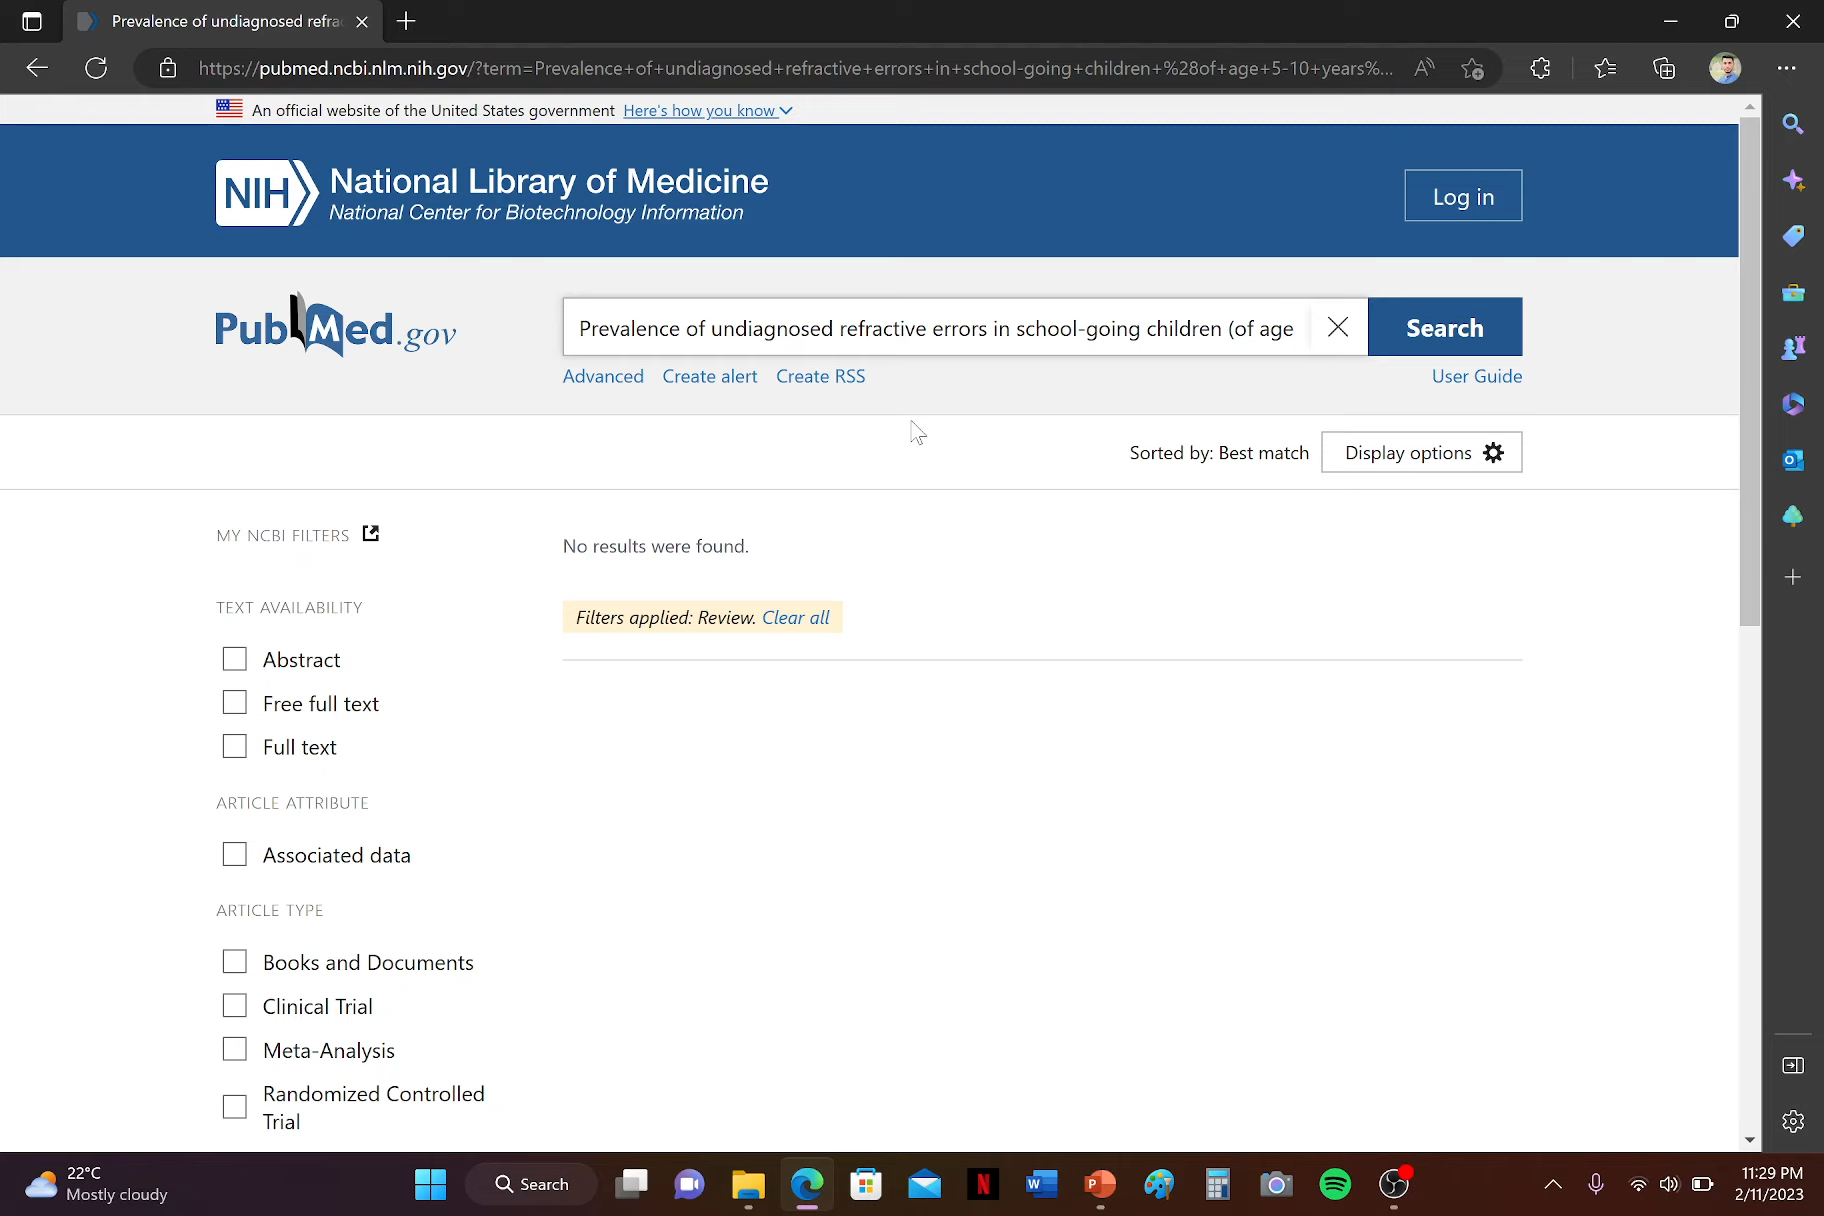 Prevalence of undiagnosed refra
https://pubmed.ncbi.nlm.nih.gov/?term=Prevalence+of+undiagnosed+refractive+errors+in+school-going+children+%28of+age+5-10+years%...
An official website of the United States government Here's how you know
NIH National Library of Medicine
National Center for Biotechnology Information
Log in
PubMed.gov
Prevalence of undiagnosed refractive errors in school-going children (of age
Search
Advanced Create alert Create RSS
User Guide
Sorted by: Best match
Display options
MY NCBI FILTERS
No results were found.
TEXT AVAILABILITY
Filters applied: Review. Clear all
Abstract
Free full text
Full text
ARTICLE ATTRIBUTE
Associated data
ARTICLE TYPE
Books and Documents
Clinical Trial
Meta-Analysis
Randomized Controlled
Trial
22°C
Mostly cloudy
Search
11:29 PM
2/11/2023